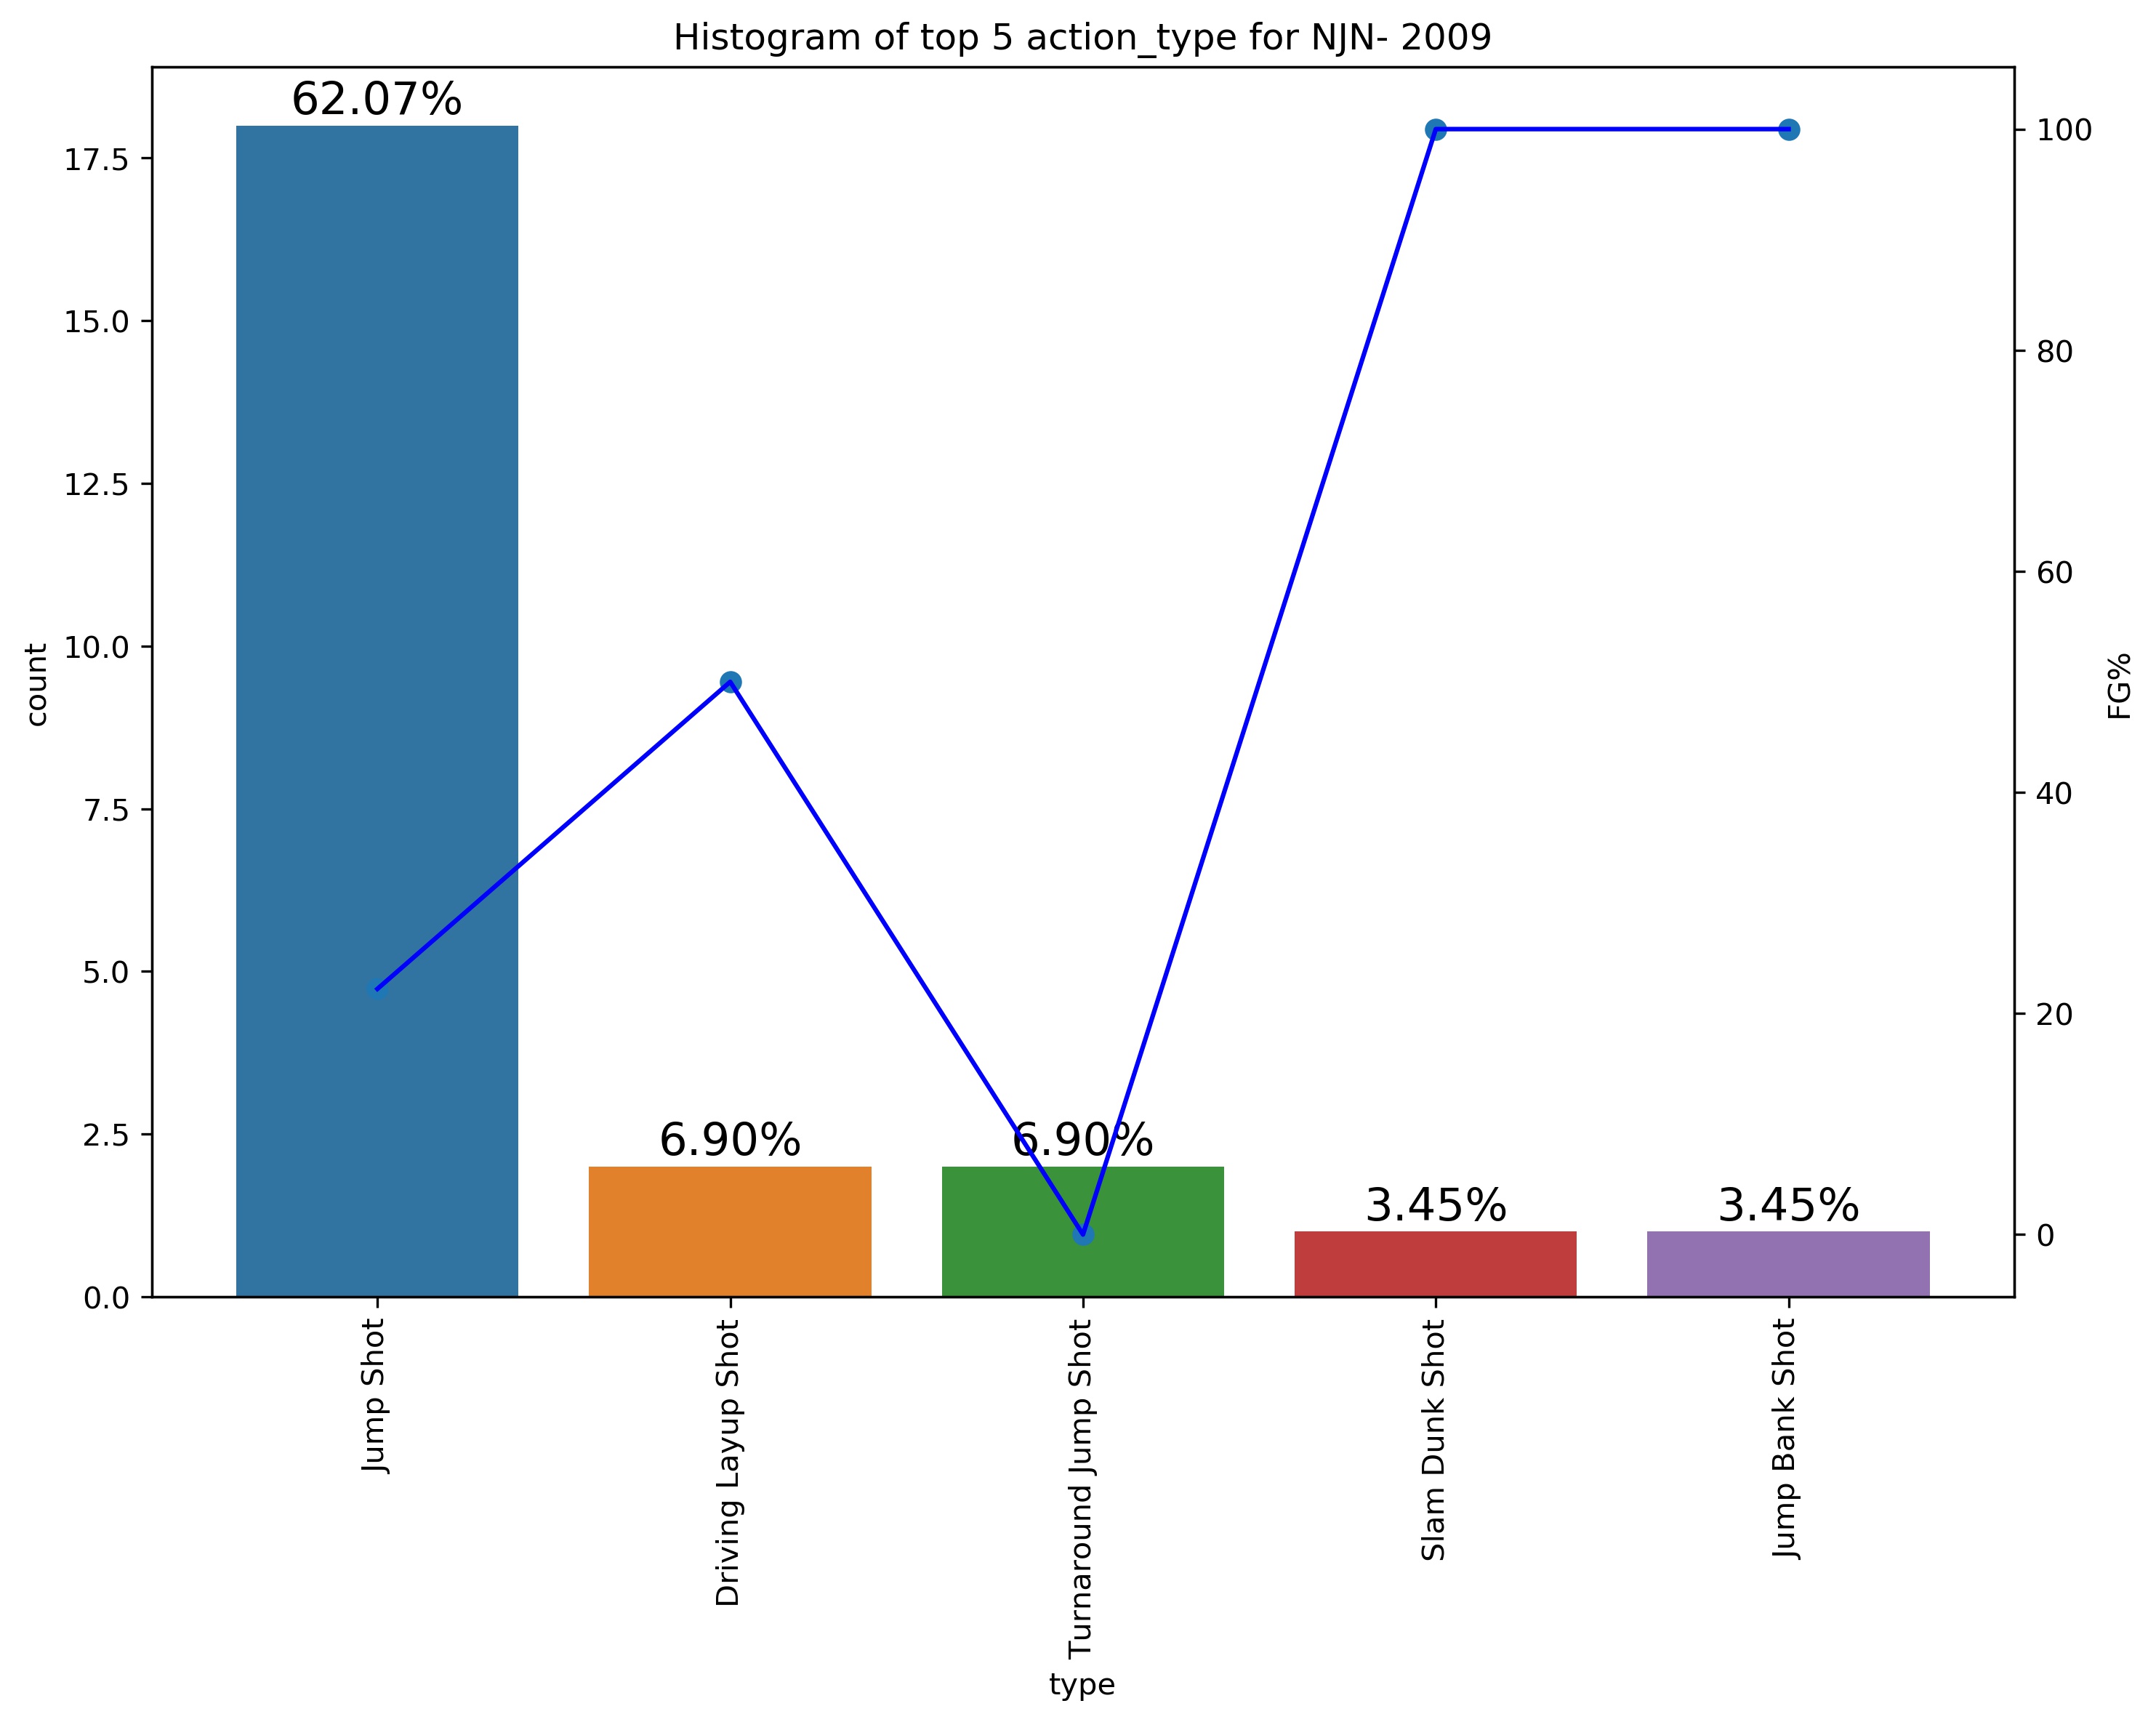 Histogram of top 5 action_type for NJN- 2009
62.07%
6.90%
6.90%
3.45%
3.45%
count
17.5
15.0
12.5
10.0
7.5
5.0
2.5
0.0
FG%
100
80
60
40
20
0
Jump Shot
Driving Layup Shot
Turnaround Jump Shot
Slam Dunk Shot
Jump Bank Shot
type